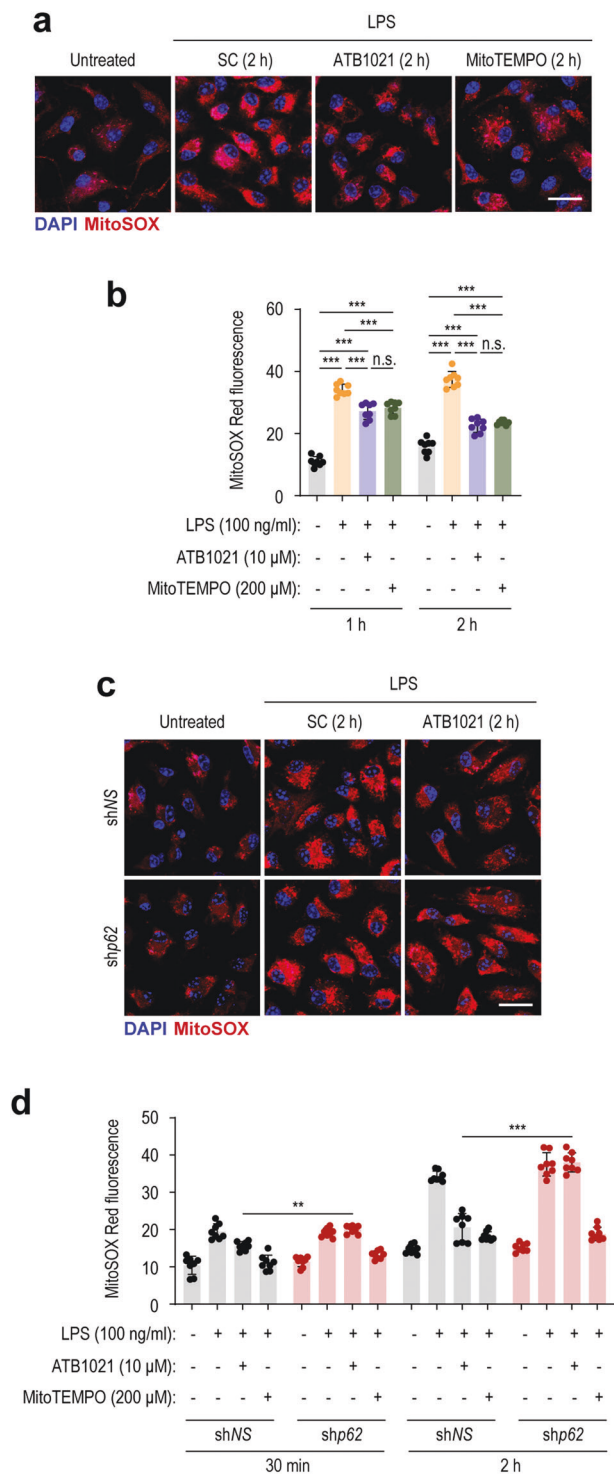 a
LPS
Untreated SC (2 h) ATB1021 (2 h) MitoTEMPO (2 h)
DAPI MitoSOX
b
MitoSOX Red fluorescence
60
40
20
0
***
***
***
*** *** n.s.
***
***
***
*** *** n.s.
LPS (100 ng/ml): - + + + - + + +
ATB1021 (10 µM): - - + - - - + -
MitoTEMPO (200 µM): - - - + - - - +
1 h 2 h
c
LPS
Untreated SC (2 h) ATB1021 (2 h)
shNS
shp62
DAPI MitoSOX
d
MitoSOX Red fluorescence
50
40
30
20
10
0
**
***
LPS (100 ng/ml): - + + + - + + + - + + + - + + +
ATB1021 (10 µM): - - + - - - + - - - + - - - + -
MitoTEMPO (200 µM): - - - + - - - + - - - + - - - +
shNS shp62 shNS shp62
30 min 2 h